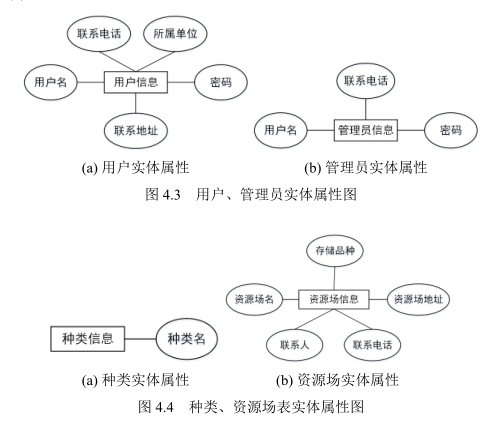 联系电话 所属单位
用户名 用户信息 密码
联系地址
联系电话
用户名 管理员信息 密码
(a) 用户实体属性 (b) 管理员实体属性
图 4.3 用户、管理员实体属性图
存储品种
资源场名 资源场信息 资源场地址
种类信息 种类名
联系人 联系电话
(a) 种类实体属性 (b) 资源场实体属性
图 4.4 种类、资源场表实体属性图